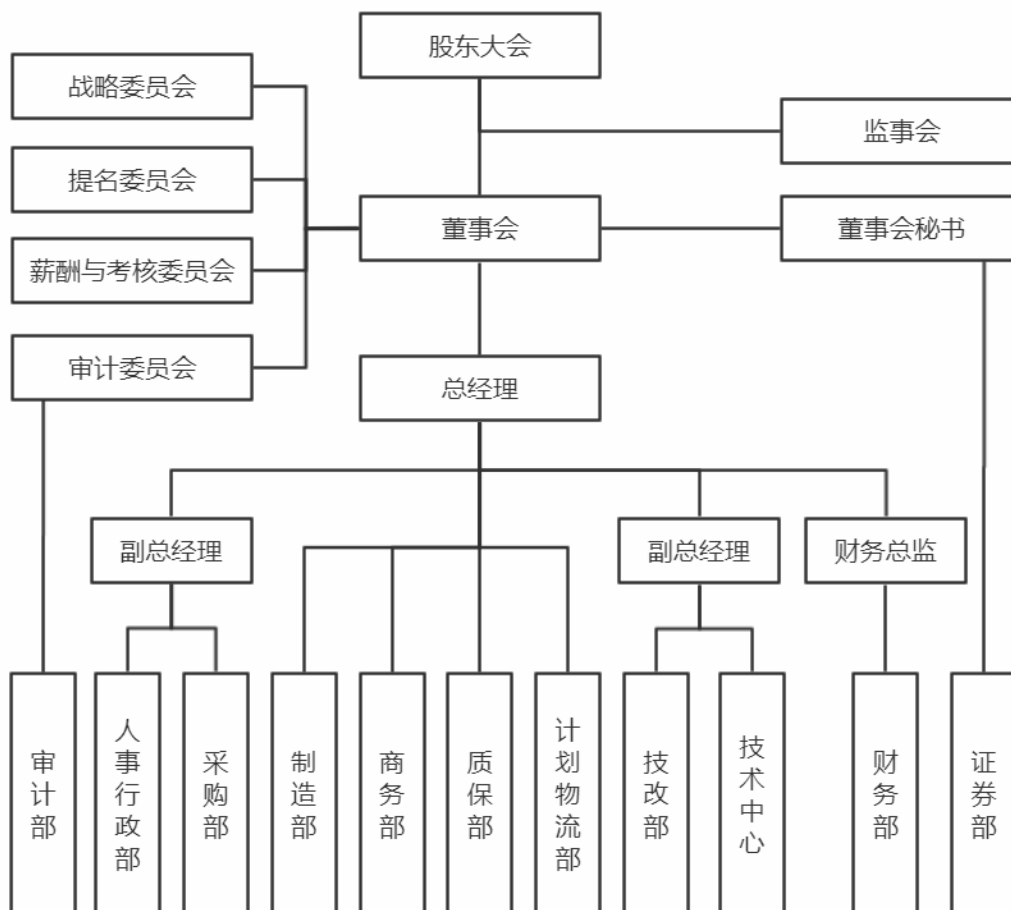 股东大会
战略委员会
监事会
提名委员会
董事会
董事会秘书
薪酬与考核委员会
审计委员会
总经理
副总经理
副总经理
财务总监
审计部
人事行政部
采购部
制造部
商务部
质保部
计划物流部
技改部
技术中心
财务部
证券部